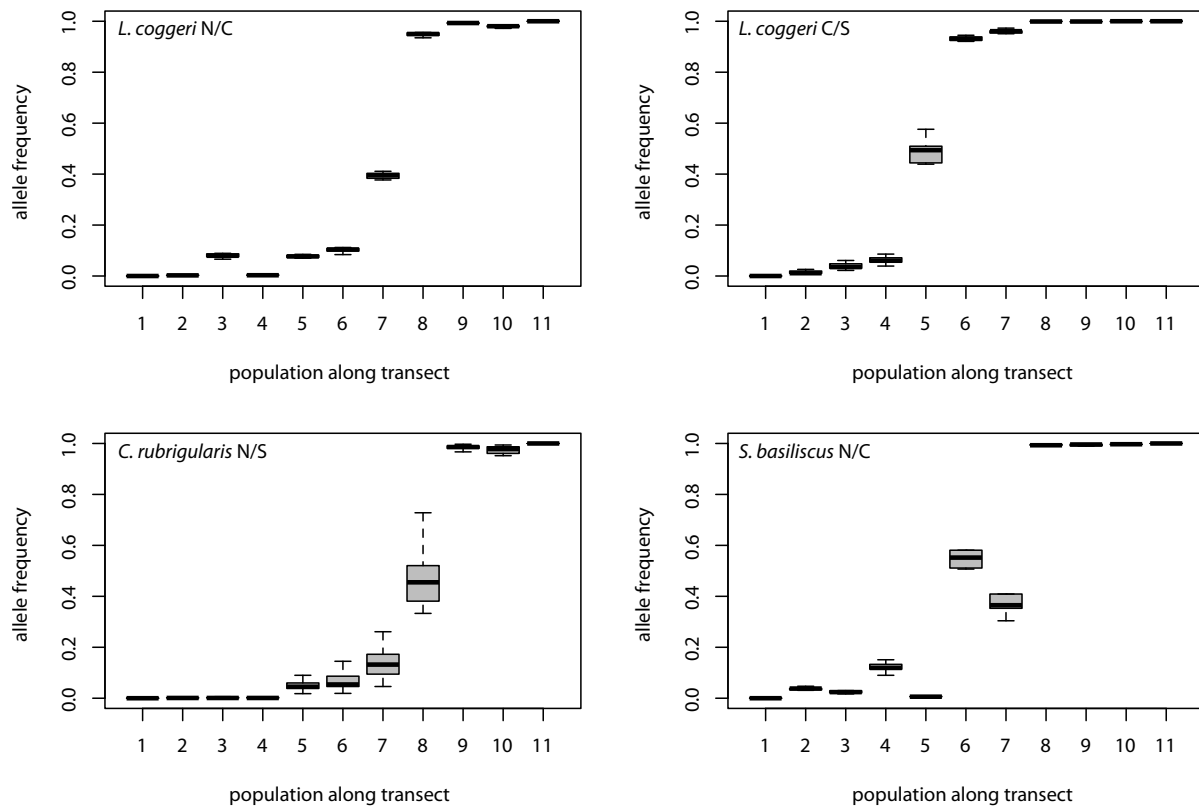 L. coggeri N/C
allele frequency
1.0
0.8
0.6
0.4
0.2
0.0
1 2 3 4 5 6 7 8 9 10 11
population along transect
L. coggeri C/S
allele frequency
1.0
0.8
0.6
0.4
0.2
0.0
1 2 3 4 5 6 7 8 9 10 11
population along transect
C. rubrigularis N/S
allele frequency
1.0
0.8
0.6
0.4
0.2
0.0
1 2 3 4 5 6 7 8 9 10 11
population along transect
S. basiliscus N/C
allele frequency
1.0
0.8
0.6
0.4
0.2
0.0
1 2 3 4 5 6 7 8 9 10 11
population along transect